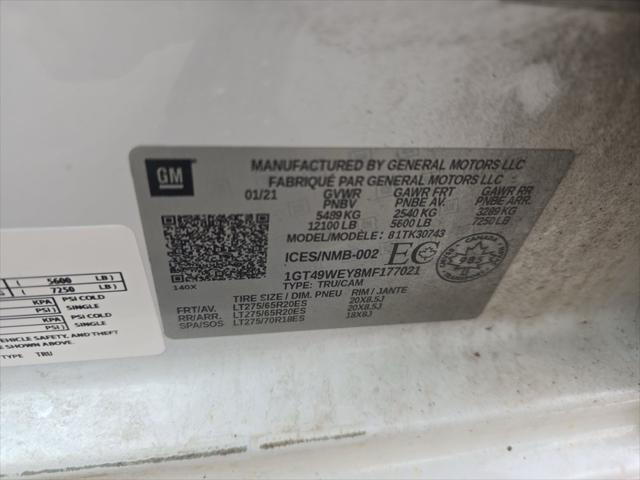 GM
MANUFACTURED BY GENERAL MOTORS LLC
FABRIQUÉ PAR GENERAL MOTORS LLC
01/21 GVWR GAWR FRT GAWR RR
PNBV PNBE AV. PNBE ARR.
5489 KG 2540 KG 3289 KG
12100 LB 5600 LB 7250 LB
MODEL/MODÈLE: 81TK30743
ICES/NMB-002 EC
1GT49WEY8MF177021
140X TYPE: TRU/CAM
TIRE SIZE / DIM. PNEU RIM / JANTE
FRT/AV. LT275/65R20ES 20X8.5J
RR/ARR. LT275/65R20ES 20X8.5J
SPA/SOS LT275/70R18ES 18X8J
( 5600 LB)
G ( 7250 LB)
KPA PSI COLD
PSI) SINGLE
KPA PSI COLD
PSI) SINGLE
VEHICLE SAFETY, AND THEFT
SHOWN ABOVE.
TYPE TRU